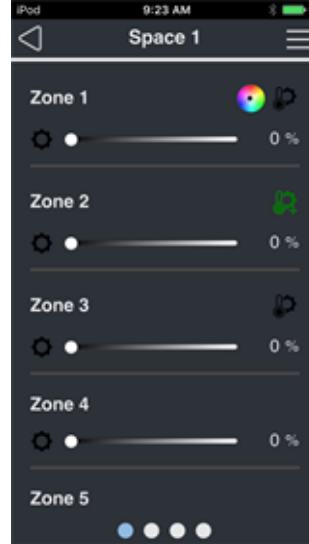 iPod 9:23 AM
Space 1
Zone 1
0 %
Zone 2
0 %
Zone 3
0 %
Zone 4
0 %
Zone 5